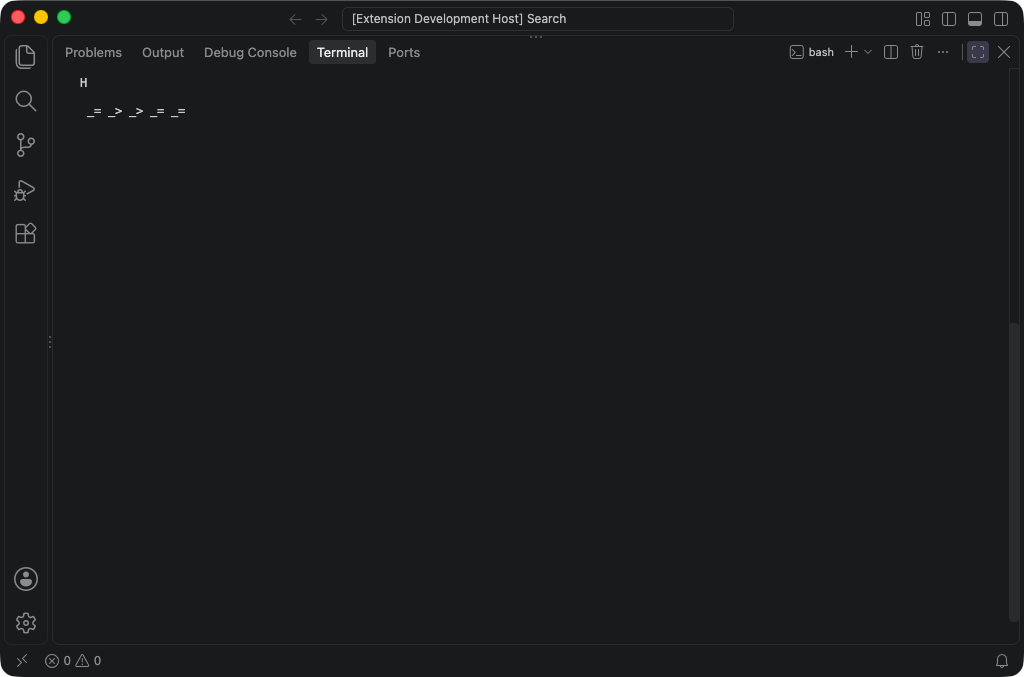 [Extension Development Host] Search
Problems Output Debug Console Terminal Ports
bash
H
_= _> _> _= _=
0 0